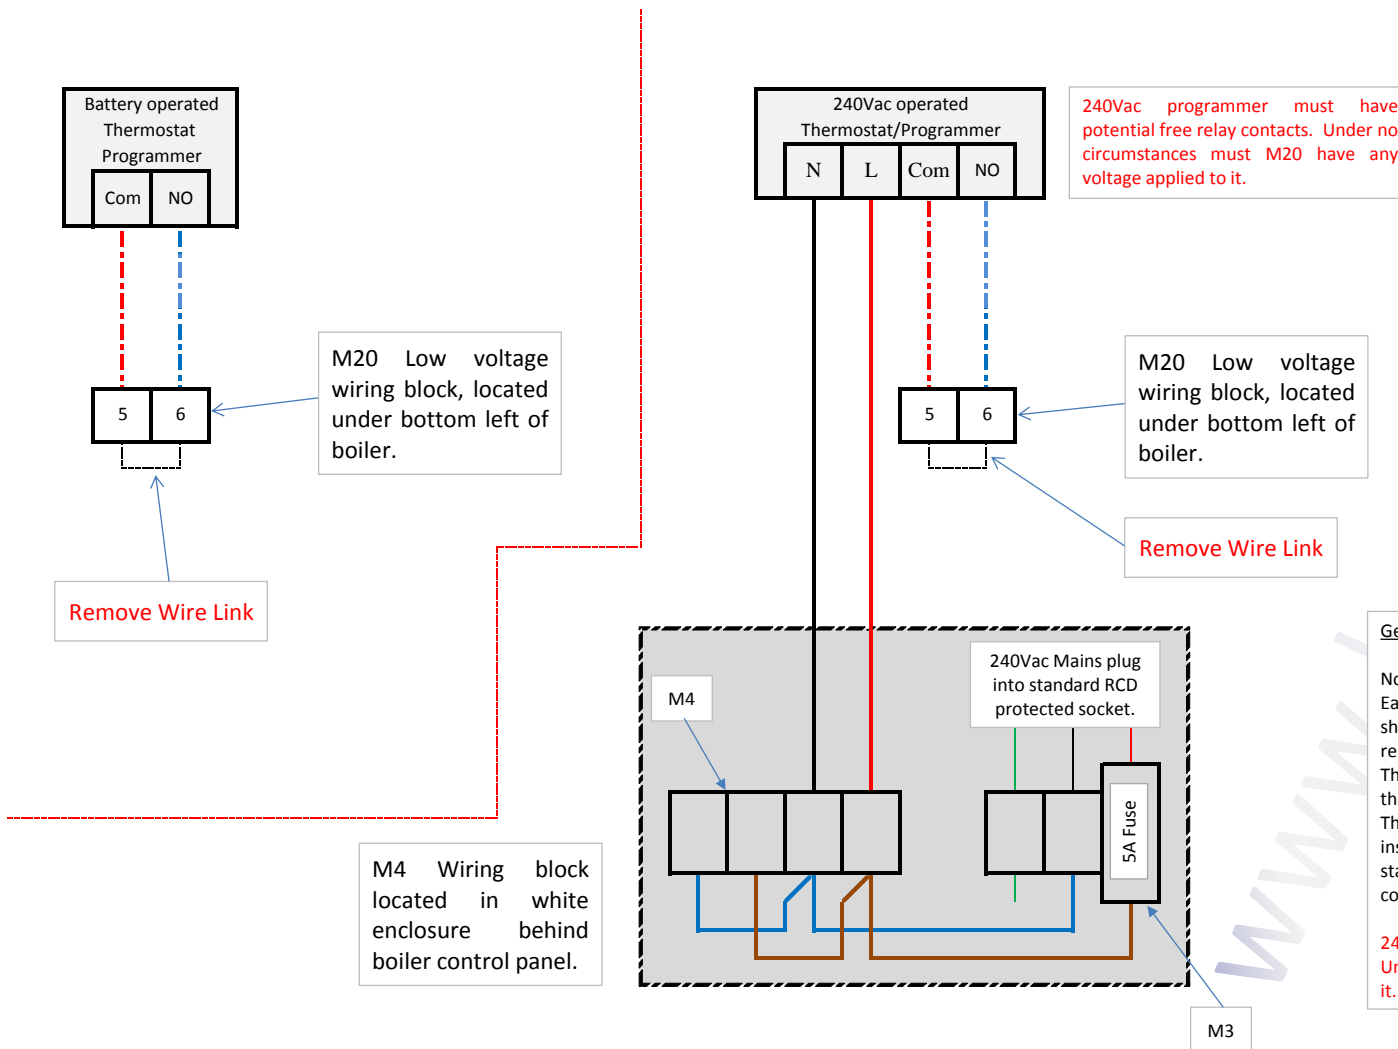 Battery operated
Thermostat
Programmer
Com NO
5 6
M20 Low voltage
wiring block, located
under bottom left of
boiler.
Remove Wire Link
240Vac operated
Thermostat/Programmer
N L Com NO
240Vac programmer must have
potential free relay contacts. Under no
circumstances must M20 have any
voltage applied to it.
5 6
M20 Low voltage
wiring block, located
under bottom left of
boiler.
Remove Wire Link
240Vac Mains plug
into standard RCD
protected socket.
M4
5A Fuse
M4 Wiring block
located in white
enclosure behind
boiler control panel.
M3
www
it.